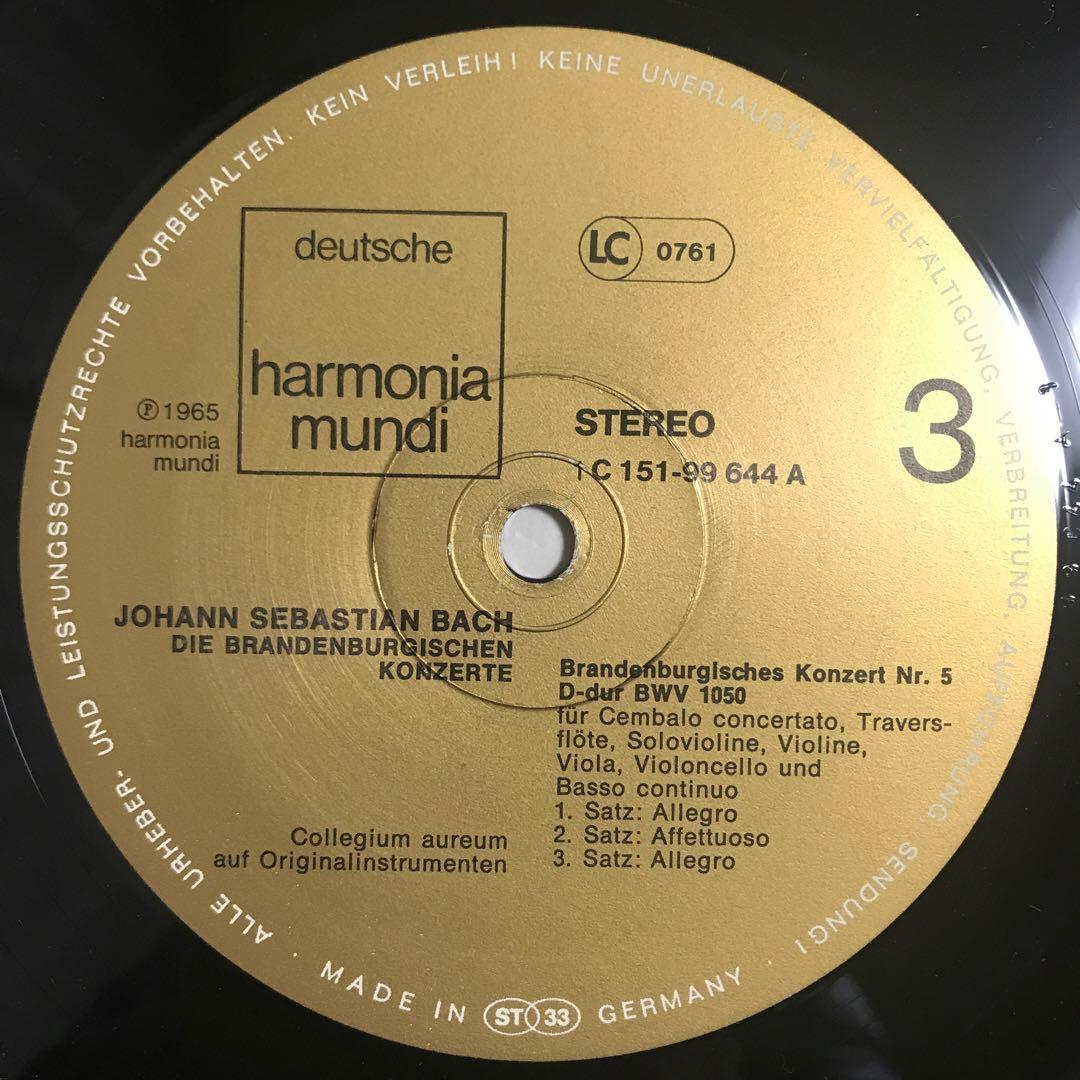 ALLE URHEBER- UND LEISTUNGSSCHUTZRECHTE VORBEHALTEN. KEIN VERLEIH! KEINE UNERLAUBTE VERVIELFÄLTIGUNG, VERBREITUNG, AUFFÜHRUNG, SENDUNG!
deutsche
harmonia
mundi
LC 0761
℗ 1965
harmonia
mundi
STEREO
1 C 151-99 644 A
3
JOHANN SEBASTIAN BACH
DIE BRANDENBURGISCHEN
KONZERTE
Brandenburgisches Konzert Nr. 5
D-dur BWV 1050
für Cembalo concertato, Travers-
flöte, Solovioline, Violine,
Viola, Violoncello und
Basso continuo
1. Satz: Allegro
2. Satz: Affettuoso
3. Satz: Allegro
Collegium aureum
auf Originalinstrumenten
· MADE IN ST 33 GERMANY ·